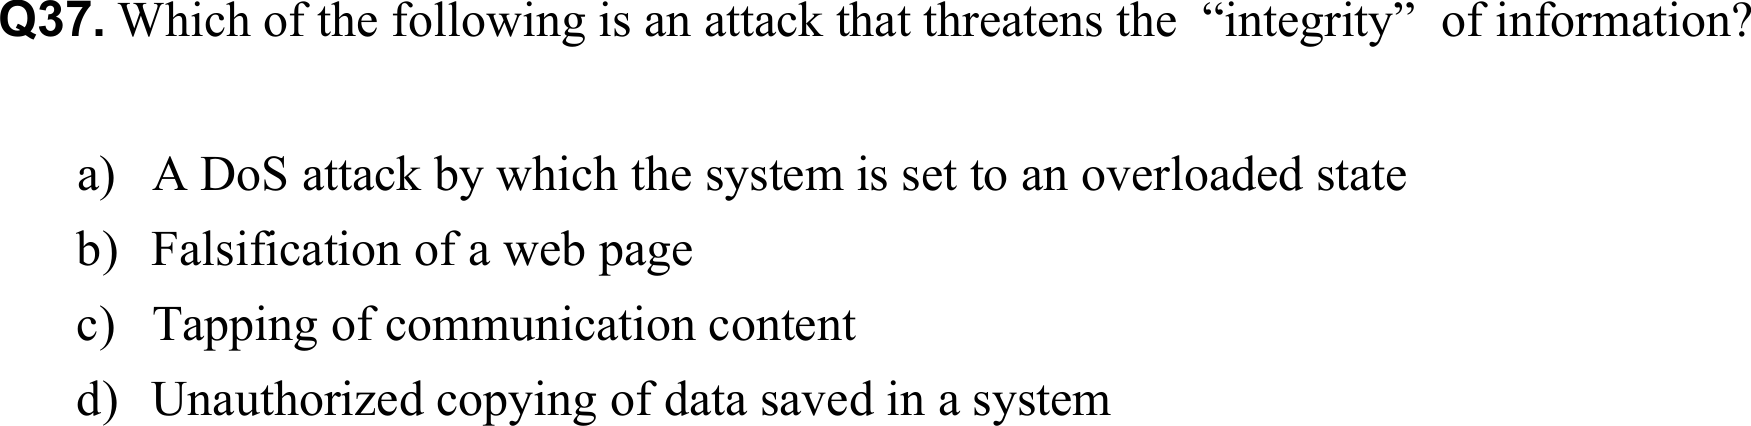 Q37. Which of the following is an attack that threatens the “integrity” of information?
a) A DoS attack by which the system is set to an overloaded state
b) Falsification of a web page
c) Tapping of communication content
d) Unauthorized copying of data saved in a system